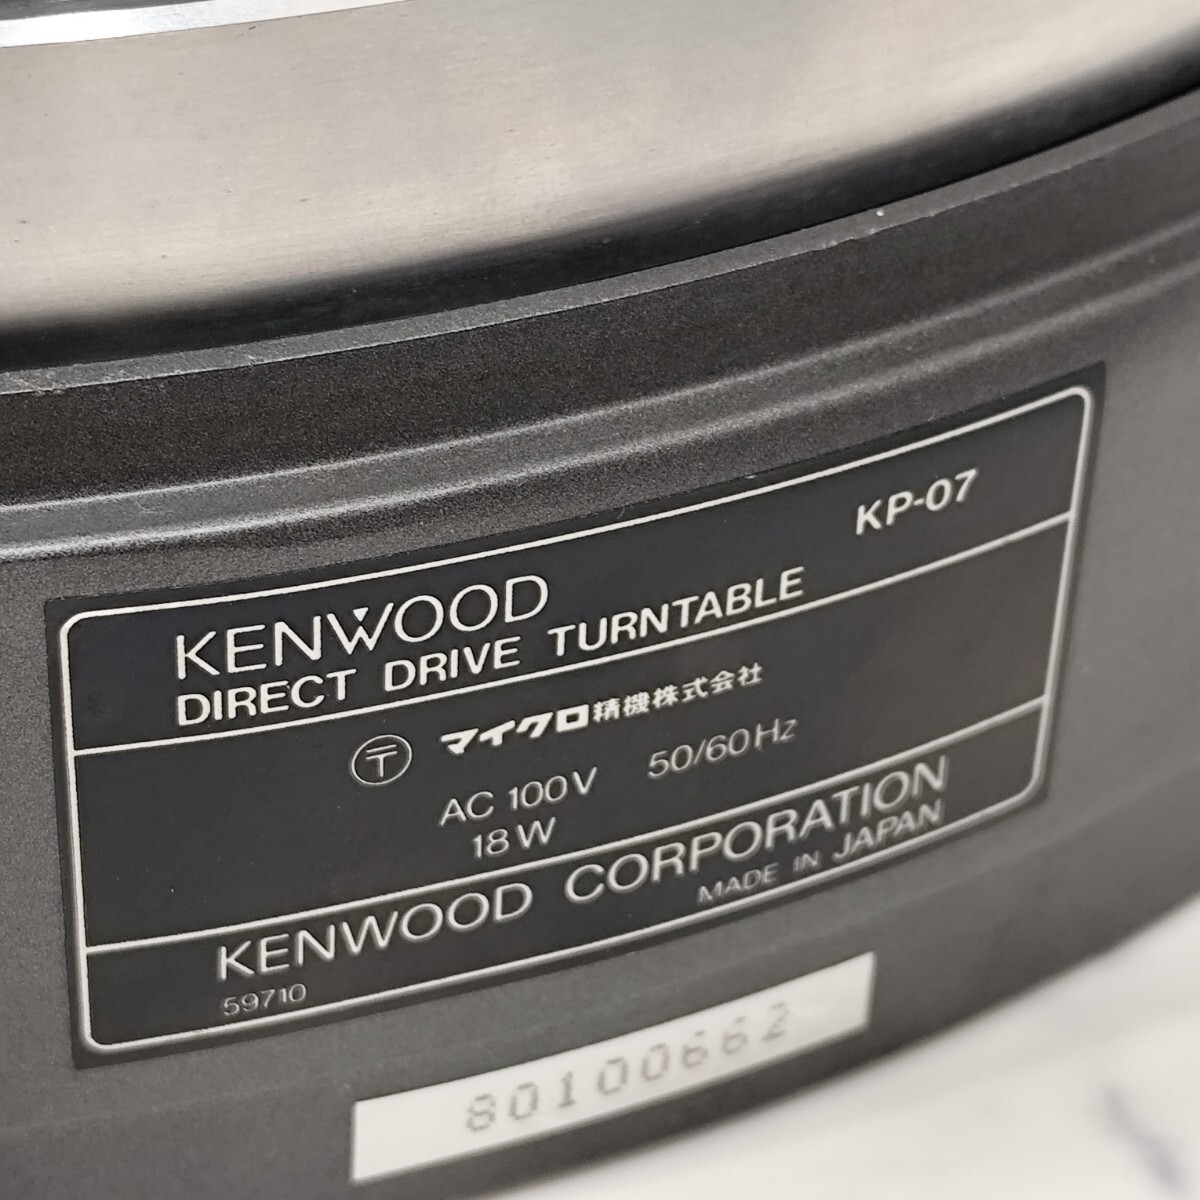 KENWOOD
KP-07
DIRECT DRIVE TURNTABLE
〒 マイクロ精機株式会社
AC 100V 50/60Hz
18W
KENWOOD CORPORATION
59710
MADE IN JAPAN
80100662